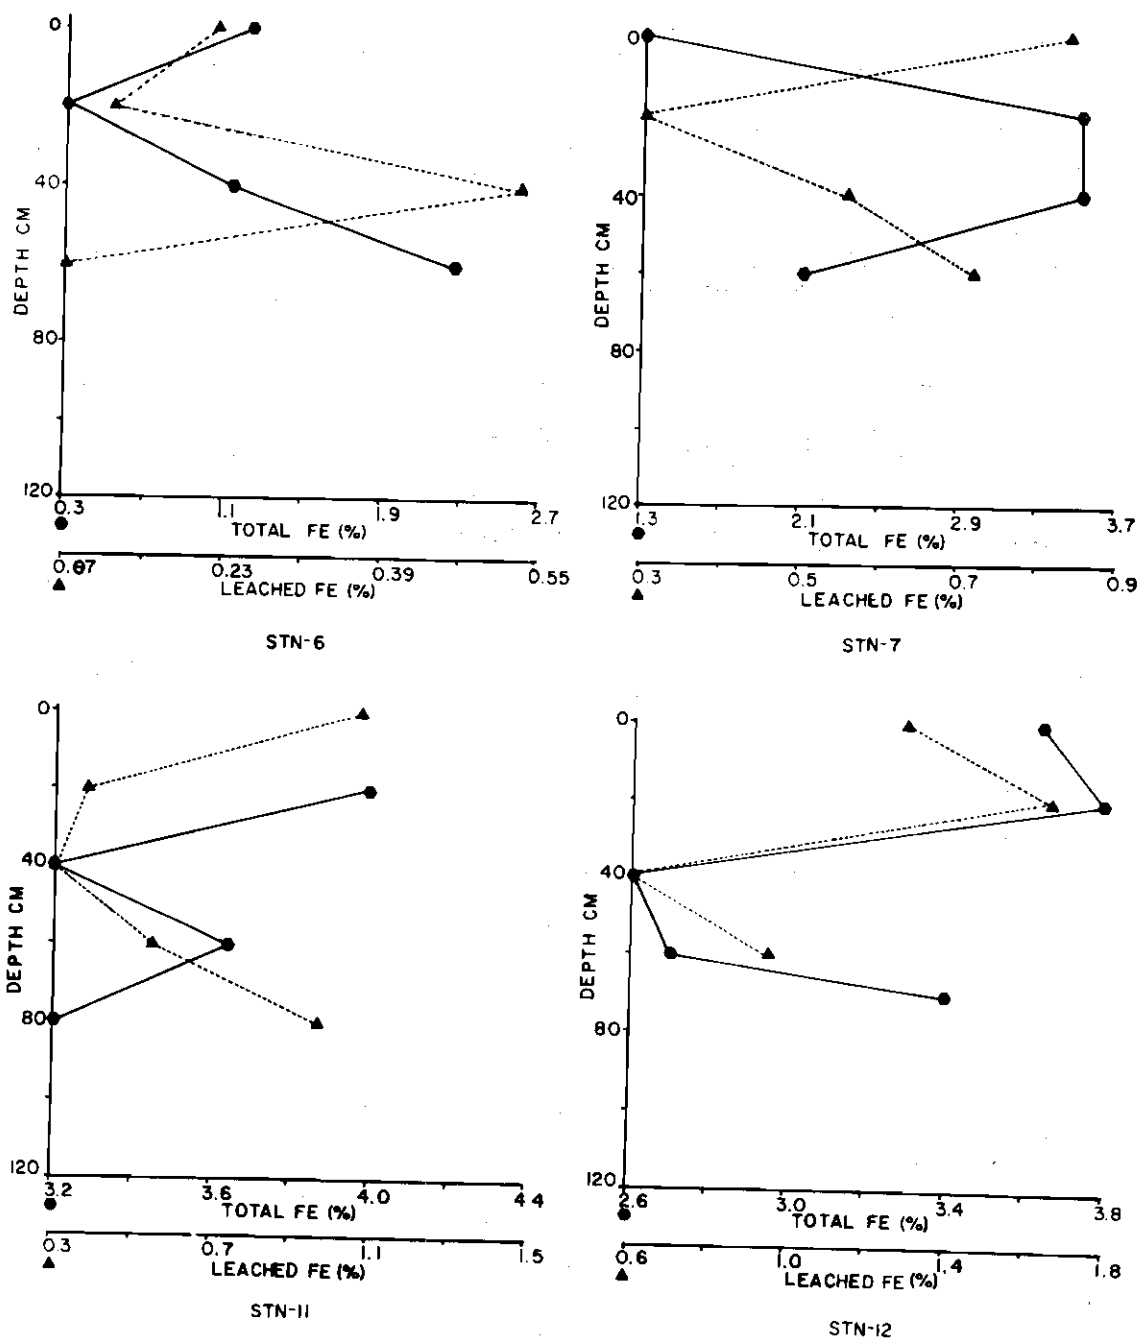 0
40
80
120
DEPTH CM
0.3 1.1 1.9 2.7
TOTAL FE (%)
0.07 0.23 0.39 0.55
LEACHED FE (%)
STN-6
0
40
80
120
DEPTH CM
1.3 2.1 2.9 3.7
TOTAL FE (%)
0.3 0.5 0.7 0.9
LEACHED FE (%)
STN-7
0
40
80
120
DEPTH CM
3.2 3.6 4.0 4.4
TOTAL FE (%)
0.3 0.7 1.1 1.5
LEACHED FE (%)
STN-11
0
40
80
120
DEPTH CM
2.6 3.0 3.4 3.8
TOTAL FE (%)
0.6 1.0 1.4 1.8
LEACHED FE (%)
STN-12